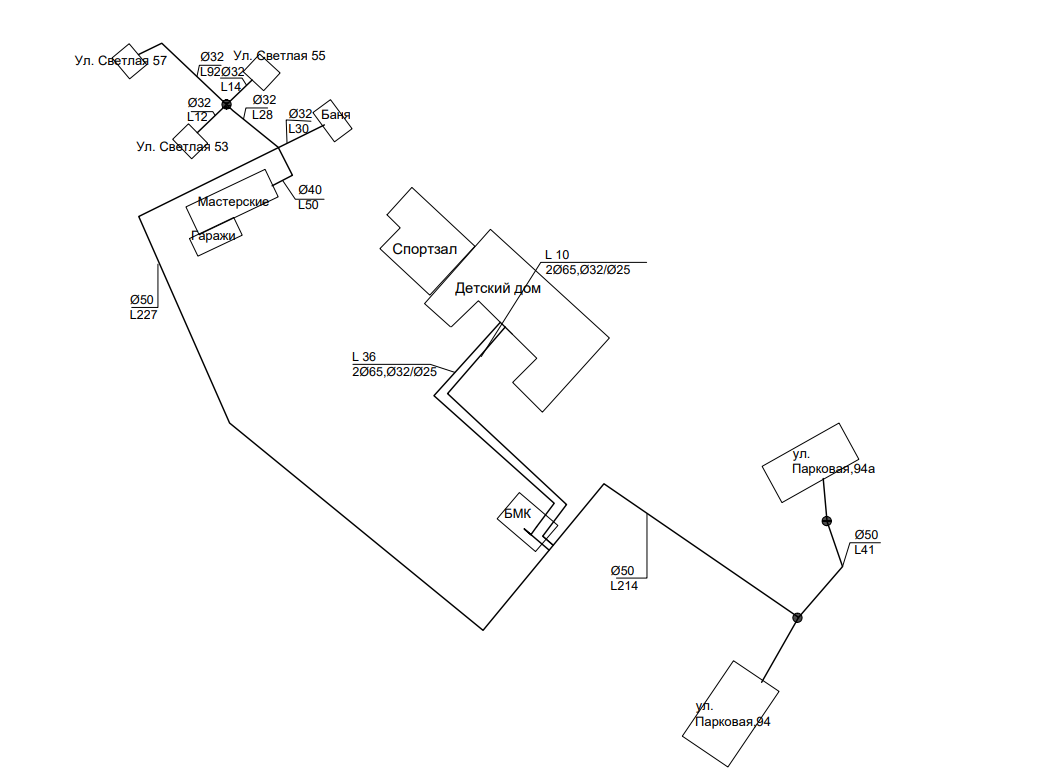 Ул. Светлая 57
Ø32
L92
Ул. Светлая 55
Ø32
L14
Ø32
L12
Ø32
L28
Ø32
L30
Баня
Ул. Светлая 53
Ø40
L50
Мастерские
Гаражи
Спортзал
L 10
2Ø65,Ø32/Ø25
Детский дом
Ø50
L227
L 36
2Ø65,Ø32/Ø25
ул.
Парковая,94а
БМК
Ø50
L41
Ø50
L214
ул.
Парковая,94